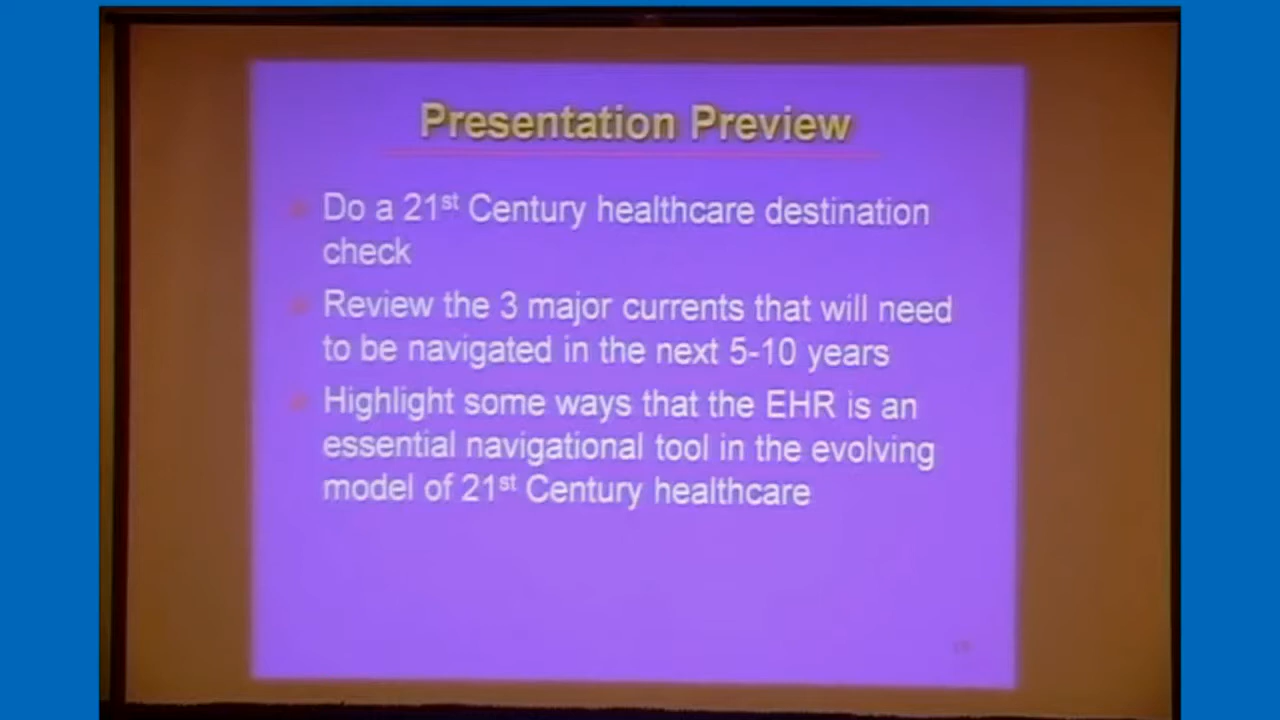 Presentation Preview
Do a 21st Century healthcare destination
check
Review the 3 major currents that will need
to be navigated in the next 5-10 years
Highlight some ways that the EHR is an
essential navigational tool in the evolving
model of 21st Century healthcare